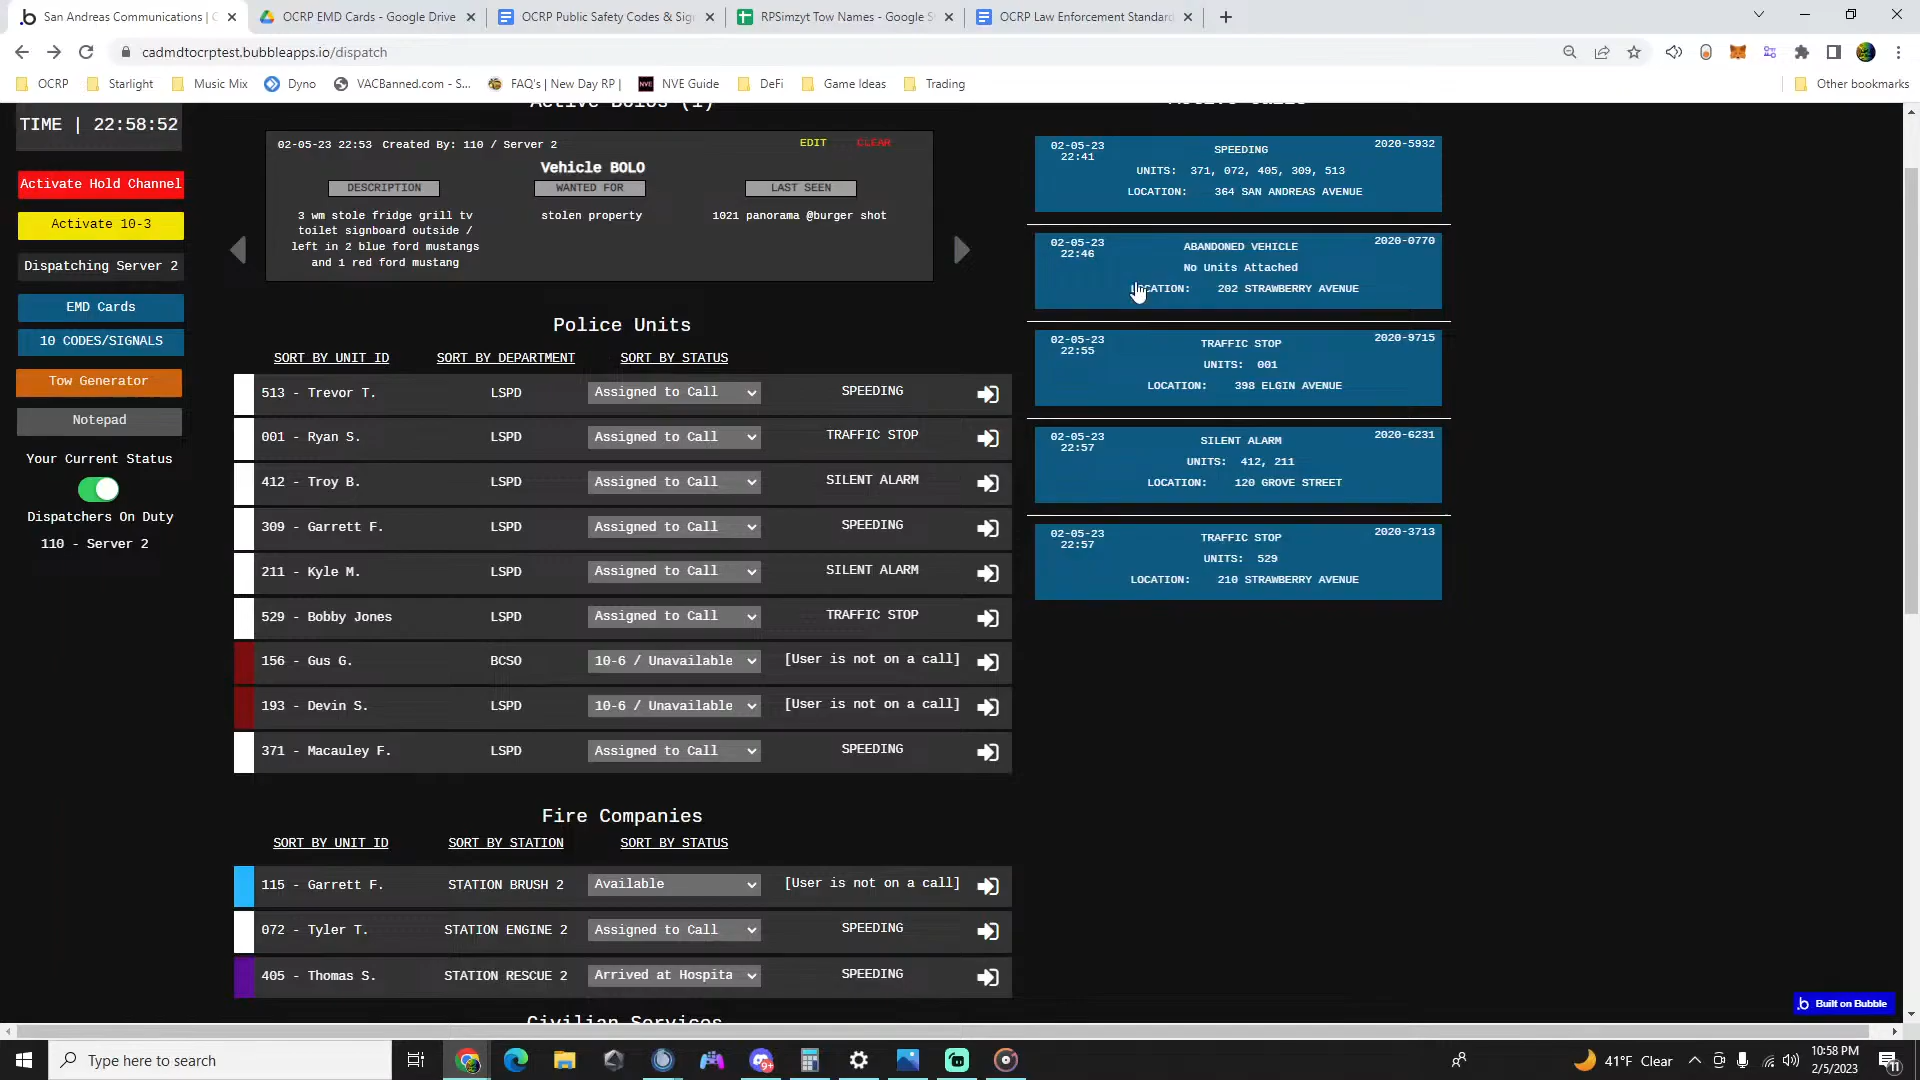 San Andreas Communications | C
OCRP EMD Cards - Google Drive
OCRP Public Safety Codes & Sig
RPSimzyt Tow Names - Google S
OCRP Law Enforcement Standard
cadmdtocrptest.bubbleapps.io/dispatch
OCRP
Starlight
Music Mix
Dyno
VACBanned.com - S...
FAQ's | New Day RP |
NVE Guide
DeFi
Game Ideas
Trading
Other bookmarks
TIME | 22:58:52
Activate Hold Channel
Activate 10-3
Dispatching Server 2
EMD Cards
10 CODES/SIGNALS
Tow Generator
Notepad
Your Current Status
Dispatchers On Duty
110 - Server 2
Active Bolos (1)
02-05-23 22:53 Created By: 110 / Server 2
EDIT
CLEAR
Vehicle BOLO
DESCRIPTION
WANTED FOR
LAST SEEN
3 wm stole fridge grill tv
toilet signboard outside /
left in 2 blue ford mustangs
and 1 red ford mustang
stolen property
1021 panorama @burger shot
Police Units
SORT BY UNIT ID SORT BY DEPARTMENT SORT BY STATUS
513 - Trevor T. LSPD Assigned to Call SPEEDING
001 - Ryan S. LSPD Assigned to Call TRAFFIC STOP
412 - Troy B. LSPD Assigned to Call SILENT ALARM
309 - Garrett F. LSPD Assigned to Call SPEEDING
211 - Kyle M. LSPD Assigned to Call SILENT ALARM
529 - Bobby Jones LSPD Assigned to Call TRAFFIC STOP
156 - Gus G. BCSO 10-6 / Unavailable [User is not on a call]
193 - Devin S. LSPD 10-6 / Unavailable [User is not on a call]
371 - Macauley F. LSPD Assigned to Call SPEEDING
Fire Companies
SORT BY UNIT ID SORT BY STATION SORT BY STATUS
115 - Garrett F. STATION BRUSH 2 Available [User is not on a call]
072 - Tyler T. STATION ENGINE 2 Assigned to Call SPEEDING
405 - Thomas S. STATION RESCUE 2 Arrived at Hospita SPEEDING
Civilian Services
Active Calls
02-05-23
22:41
SPEEDING
2020-5932
UNITS: 371, 072, 405, 309, 513
LOCATION: 364 SAN ANDREAS AVENUE
02-05-23
22:46
ABANDONED VEHICLE
2020-0770
No Units Attached
LOCATION: 202 STRAWBERRY AVENUE
02-05-23
22:55
TRAFFIC STOP
2020-9715
UNITS: 001
LOCATION: 398 ELGIN AVENUE
02-05-23
22:57
SILENT ALARM
2020-6231
UNITS: 412, 211
LOCATION: 120 GROVE STREET
02-05-23
22:57
TRAFFIC STOP
2020-3713
UNITS: 529
LOCATION: 210 STRAWBERRY AVENUE
Built on Bubble
Type here to search
41°F Clear
10:58 PM
2/5/2023
11